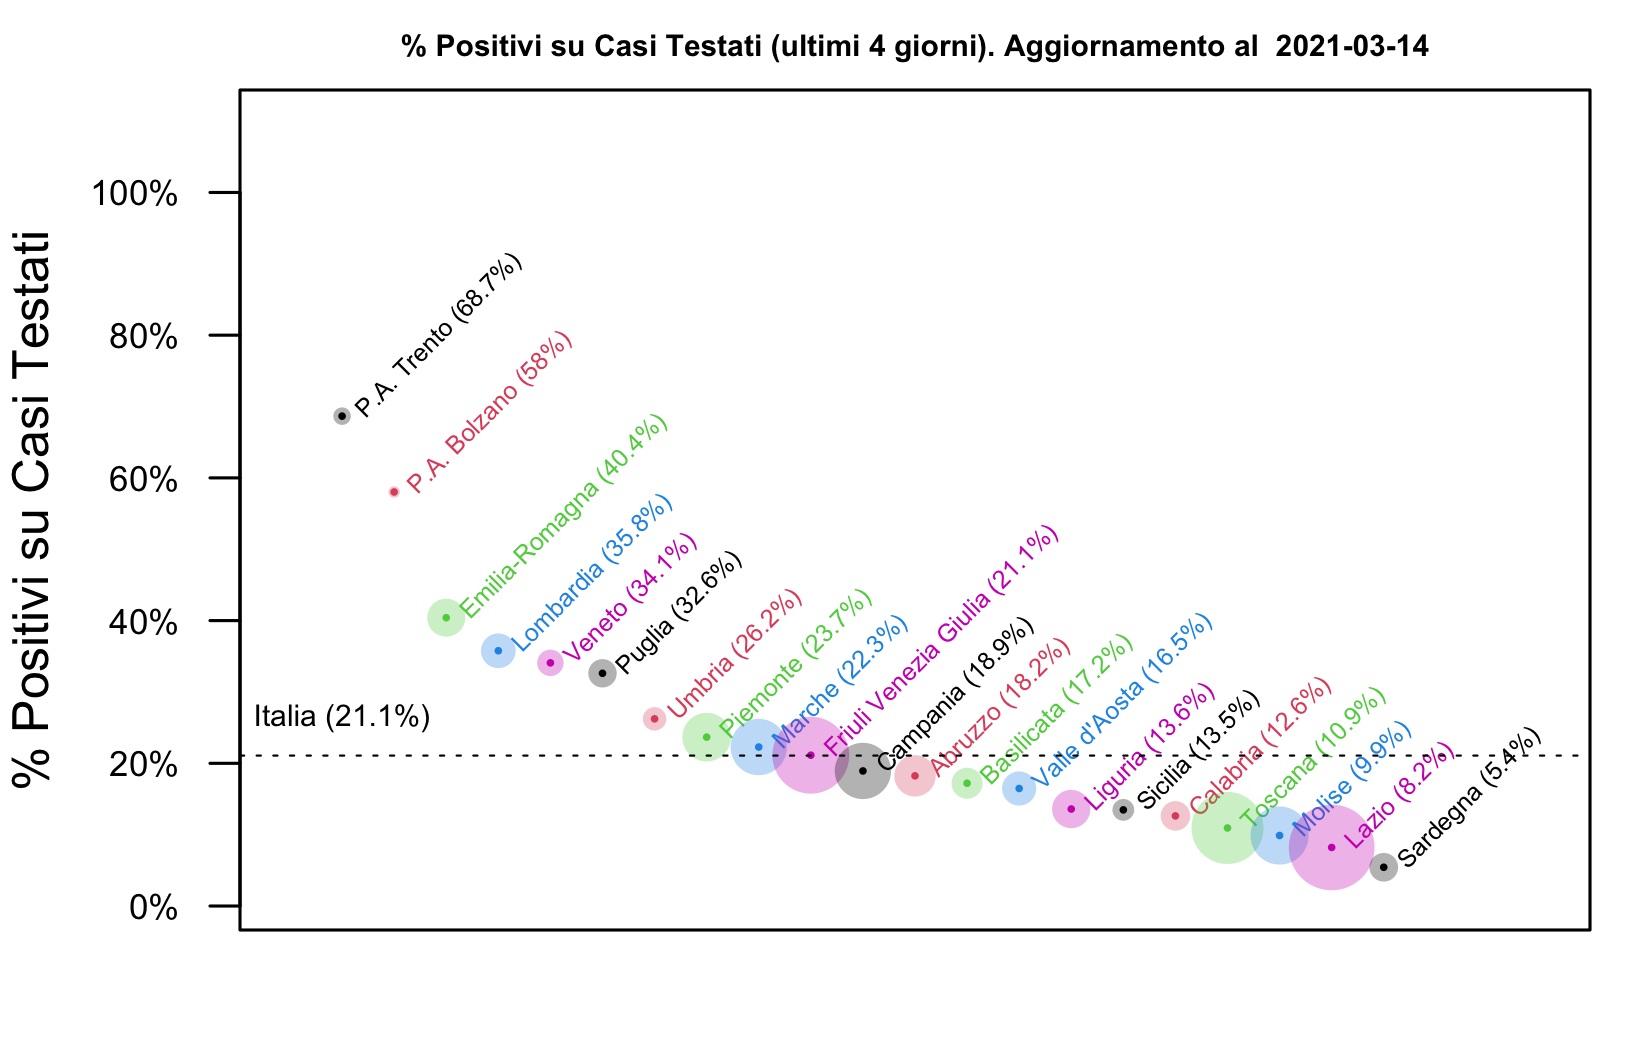 % Positivi su Casi Testati (ultimi 4 giorni). Aggiornamento al  2021-03-14
% Positivi su Casi Testati
100%
80%
60%
40%
20%
0%
Italia (21.1%)
P.A. Trento (68.7%)
P.A. Bolzano (58%)
Emilia-Romagna (40.4%)
Lombardia (35.8%)
Veneto (34.1%)
Puglia (32.6%)
Umbria (26.2%)
Piemonte (23.7%)
Marche (22.3%)
Friuli Venezia Giulia (21.1%)
Campania (18.9%)
Abruzzo (18.2%)
Basilicata (17.2%)
Valle d'Aosta (16.5%)
Liguria (13.6%)
Sicilia (13.5%)
Calabria (12.6%)
Toscana (10.9%)
Molise (9.9%)
Lazio (8.2%)
Sardegna (5.4%)